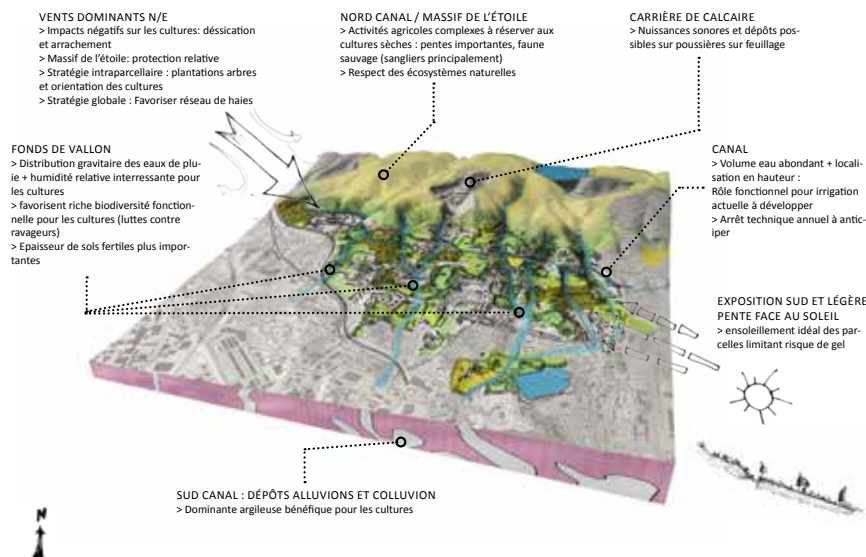 VENTS DOMINANTS N/E
> Impacts négatifs sur les cultures: déssication
et arrachement
> Massif de l'étoile: protection relative
> Stratégie intraparcellaire : plantations arbres
et orientation des cultures
> Stratégie globale : Favoriser réseau de haies
NORD CANAL / MASSIF DE L'ÉTOILE
> Activités agricoles complexes à réserver aux
cultures sèches : pentes importantes, faune
sauvage (sangliers principalement)
> Respect des écosystèmes naturelles
CARRIÈRE DE CALCAIRE
> Nuissances sonores et dépôts pos-
sibles sur poussières sur feuillage
FONDS DE VALLON
> Distribution gravitaire des eaux de plu-
ie + humidité relative interressante pour
les cultures
> favorisent riche biodiversité fonction-
nelle pour les cultures (luttes contre
ravageurs)
> Epaisseur de sols fertiles plus impor-
tantes
CANAL
> Volume eau abondant + locali-
sation en hauteur :
Rôle fonctionnel pour irrigation
actuelle à développer
> Arrêt technique annuel à antic-
iper
EXPOSITION SUD ET LÉGÈRE
PENTE FACE AU SOLEIL
> ensoleillement idéal des par-
celles limitant risque de gel
SUD CANAL : DÉPÔTS ALLUVIONS ET COLLUVION
> Dominante argileuse bénéfique pour les cultures
N